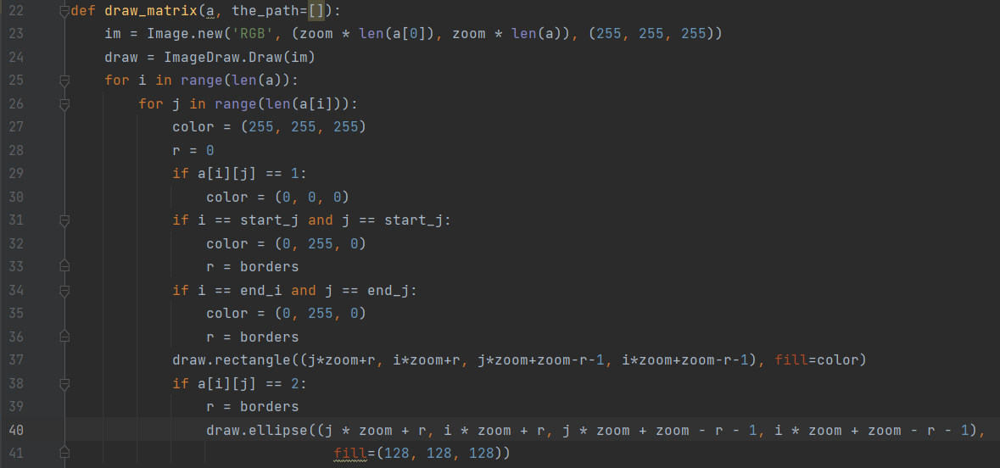 22 def draw_matrix(a, the_path=[]):
23     im = Image.new('RGB', (zoom * len(a[0]), zoom * len(a)), (255, 255, 255))
24     draw = ImageDraw.Draw(im)
25     for i in range(len(a)):
26         for j in range(len(a[i])):
27             color = (255, 255, 255)
28             r = 0
29             if a[i][j] == 1:
30                 color = (0, 0, 0)
31             if i == start_j and j == start_j:
32                 color = (0, 255, 0)
33                 r = borders
34             if i == end_i and j == end_j:
35                 color = (0, 255, 0)
36                 r = borders
37             draw.rectangle((j*zoom+r, i*zoom+r, j*zoom+zoom-r-1, i*zoom+zoom-r-1), fill=color)
38             if a[i][j] == 2:
39                 r = borders
40                 draw.ellipse((j * zoom + r, i * zoom + r, j * zoom + zoom - r - 1, i * zoom + zoom - r - 1),
41                                fill=(128, 128, 128))